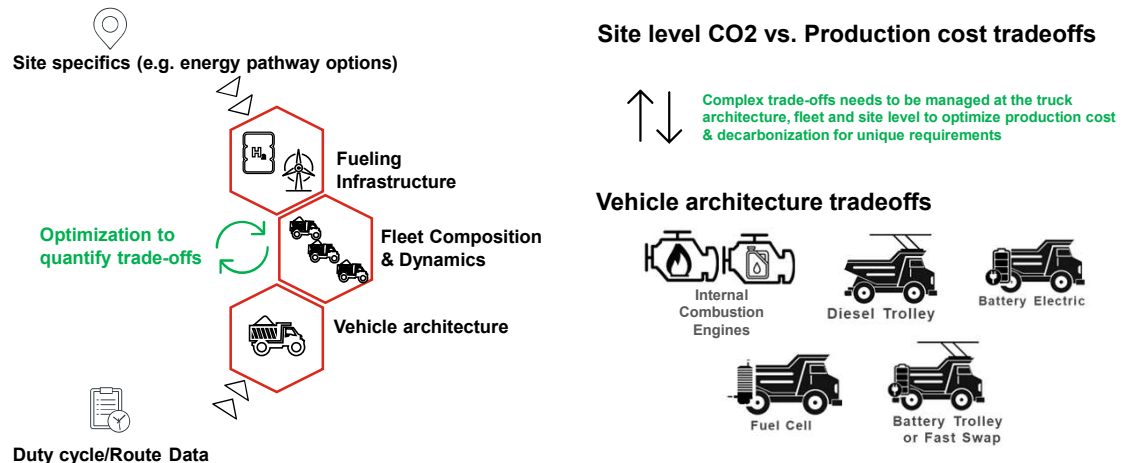 Site specifics (e.g. energy pathway options)
H₂
Fueling
Infrastructure
Optimization to
quantify trade-offs
Fleet Composition
& Dynamics
Vehicle architecture
Duty cycle/Route Data
Site level CO2 vs. Production cost tradeoffs
Complex trade-offs needs to be managed at the truck
architecture, fleet and site level to optimize production cost
& decarbonization for unique requirements
Vehicle architecture tradeoffs
Internal
Combustion
Engines
Diesel Trolley
Battery Electric
Fuel Cell
Battery Trolley
or Fast Swap